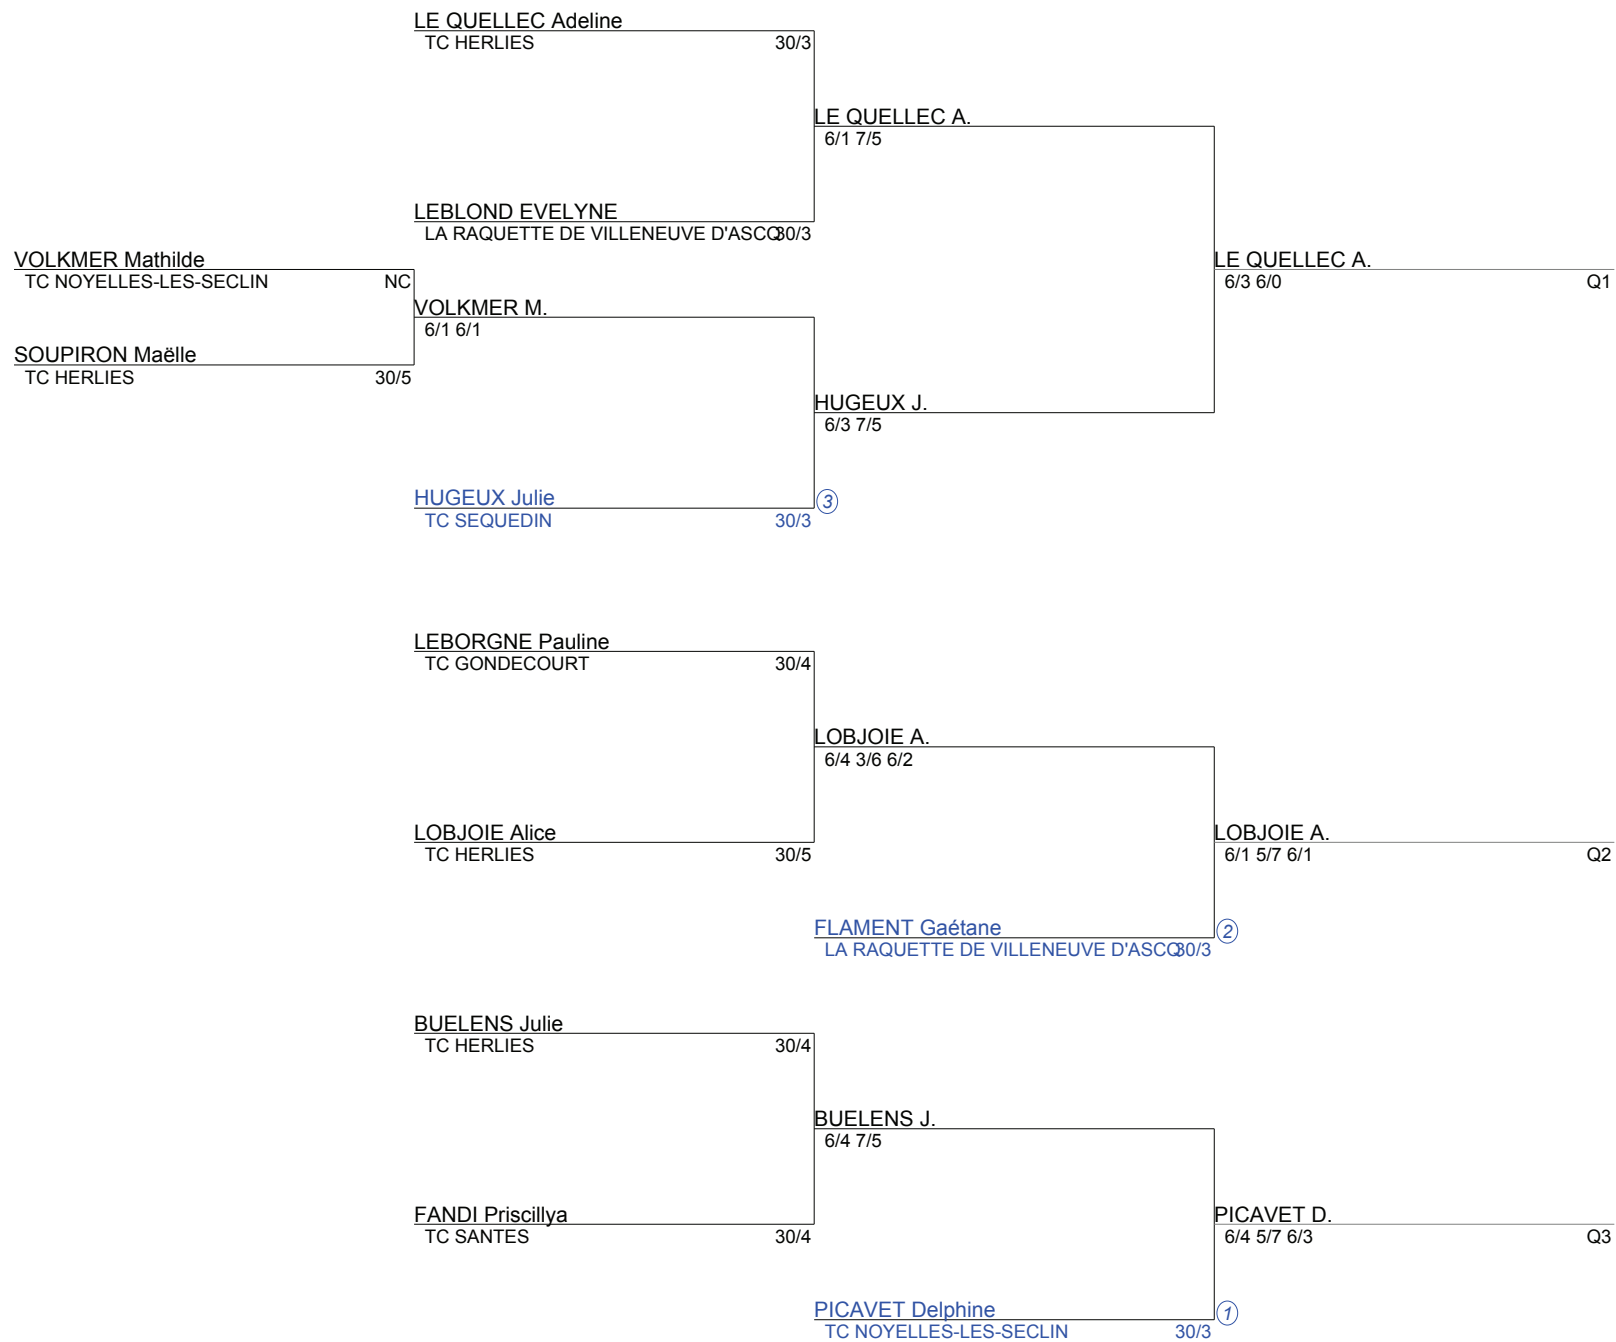 LE QUELLEC Adeline
TC HERLIES 30/3
LE QUELLEC A.
6/1 7/5
LEBLOND EVELYNE
LA RAQUETTE DE VILLENEUVE D'ASCQ 30/3
VOLKMER Mathilde
TC NOYELLES-LES-SECLIN NC
LE QUELLEC A.
6/3 6/0 Q1
VOLKMER M.
6/1 6/1
SOUPIRON Maëlle
TC HERLIES 30/5
HUGEUX J.
6/3 7/5
HUGEUX Julie 3
TC SEQUEDIN 30/3
LEBORGNE Pauline
TC GONDECOURT 30/4
LOBJOIE A.
6/4 3/6 6/2
LOBJOIE Alice
TC HERLIES 30/5
LOBJOIE A.
6/1 5/7 6/1 Q2
FLAMENT Gaétane 2
LA RAQUETTE DE VILLENEUVE D'ASCQ 30/3
BUELENS Julie
TC HERLIES 30/4
BUELENS J.
6/4 7/5
FANDI Priscillya
TC SANTES 30/4
PICAVET D.
6/4 5/7 6/3 Q3
PICAVET Delphine 1
TC NOYELLES-LES-SECLIN 30/3